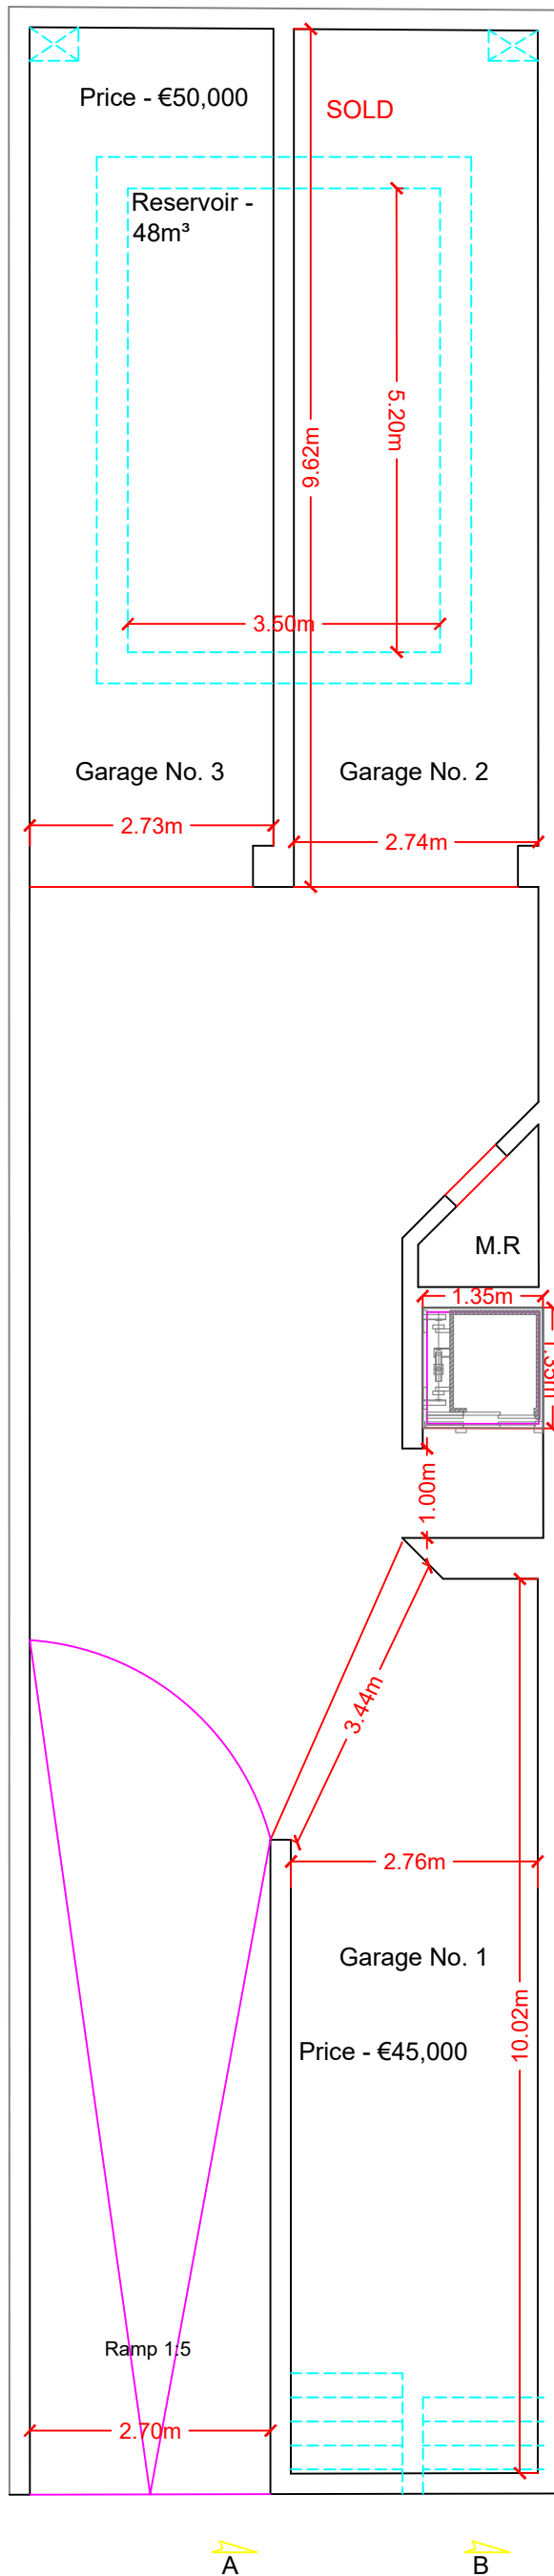 Price - €50,000
SOLD
Reservoir -
48m³
5.20m
9.62m
3.50m
Garage No. 3
Garage No. 2
2.73m
2.74m
M.R
1.35m
1.35m
1.00m
3.44m
2.76m
Garage No. 1
10.02m
Price - €45,000
Ramp 1:5
2.70m
A
B